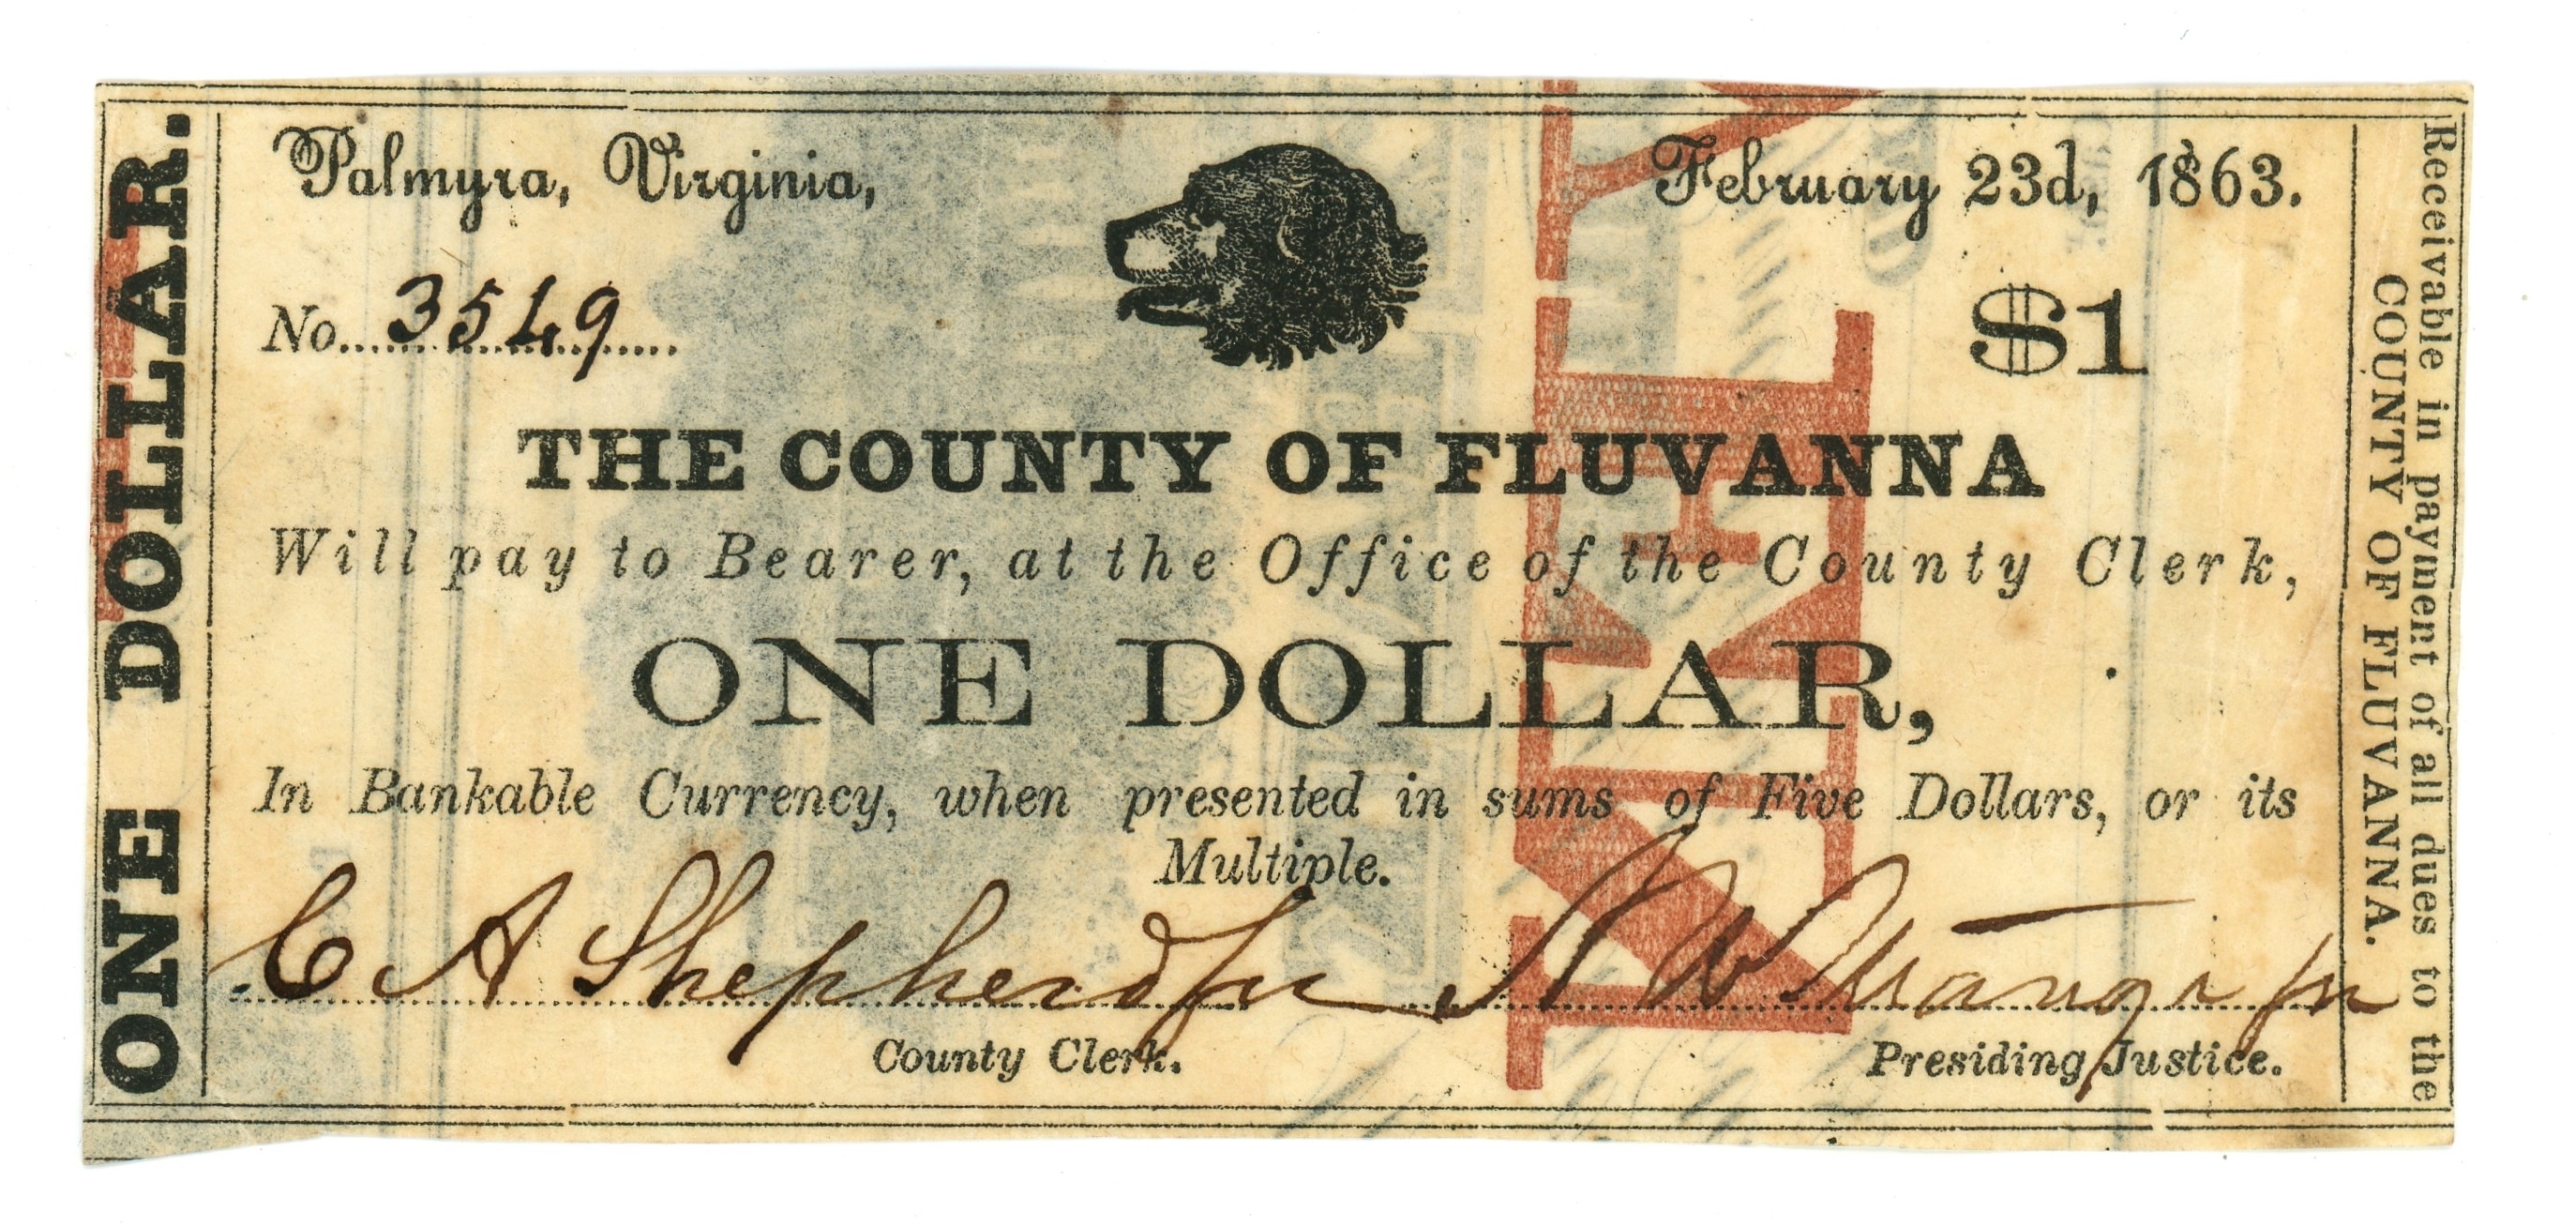 ONE DOLLAR.
Palmyra, Virginia,
February 23d, 1863.
No. 3549
$1
THE COUNTY OF FLUVANNA
Will pay to Bearer, at the Office of the County Clerk,
ONE DOLLAR,
In Bankable Currency, when presented in sums of Five Dollars, or its
Multiple.
C A Shepherd Jr
County Clerk.
Presiding Justice.
Receivable in payment of all dues to the
COUNTY OF FLUVANNA.